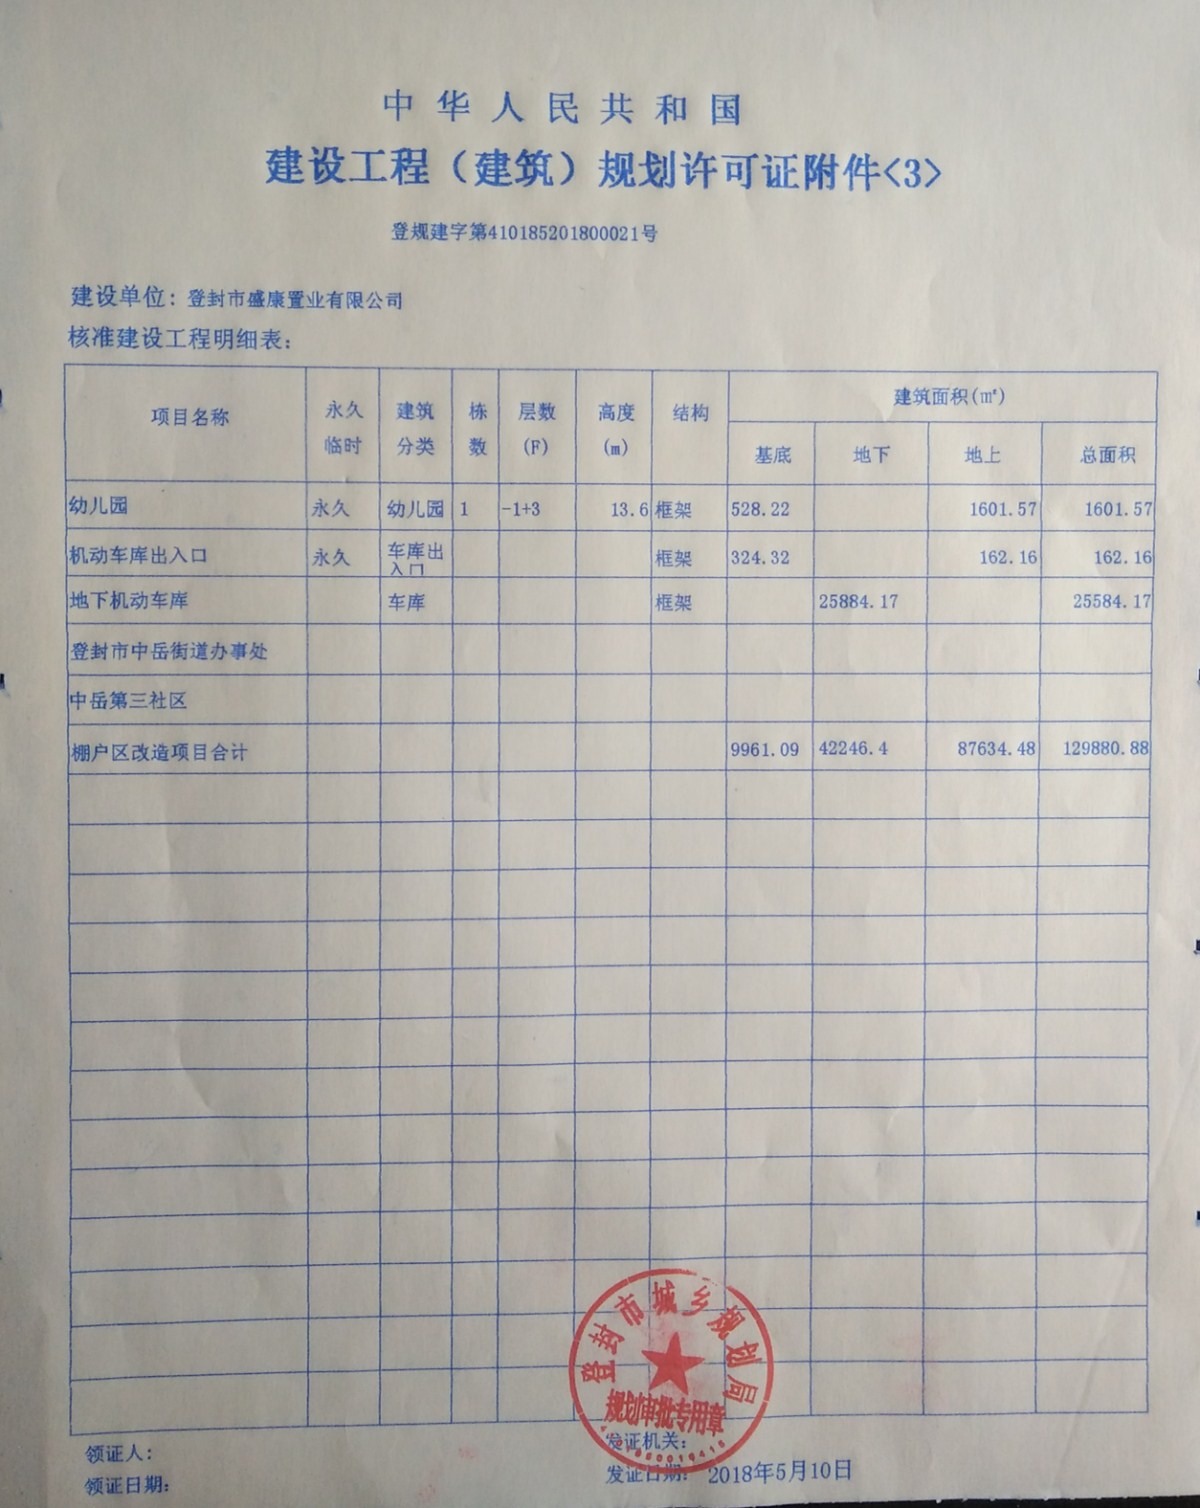 中华人民共和国
建设工程（建筑）规划许可证附件<3>
登规建字第410185201800021号
建设单位：登封市盛康置业有限公司
核准建设工程明细表：
项目名称 永久临时 建筑分类 栋数 层数(F) 高度(m) 结构 建筑面积(㎡)
基底 地下 地上 总面积
幼儿园 永久 幼儿园 1 -1+3 13.6 框架 528.22 1601.57 1601.57
机动车库出入口 永久 车库出入口 框架 324.32 162.16 162.16
地下机动车库 车库 框架 25884.17 25584.17
登封市中岳街道办事处
中岳第三社区
棚户区改造项目合计 9961.09 42246.4 87634.48 129880.88
登封市城乡规划局
规划审批专用章
领证人： 发证机关：
领证日期： 发证日期： 2018年5月10日